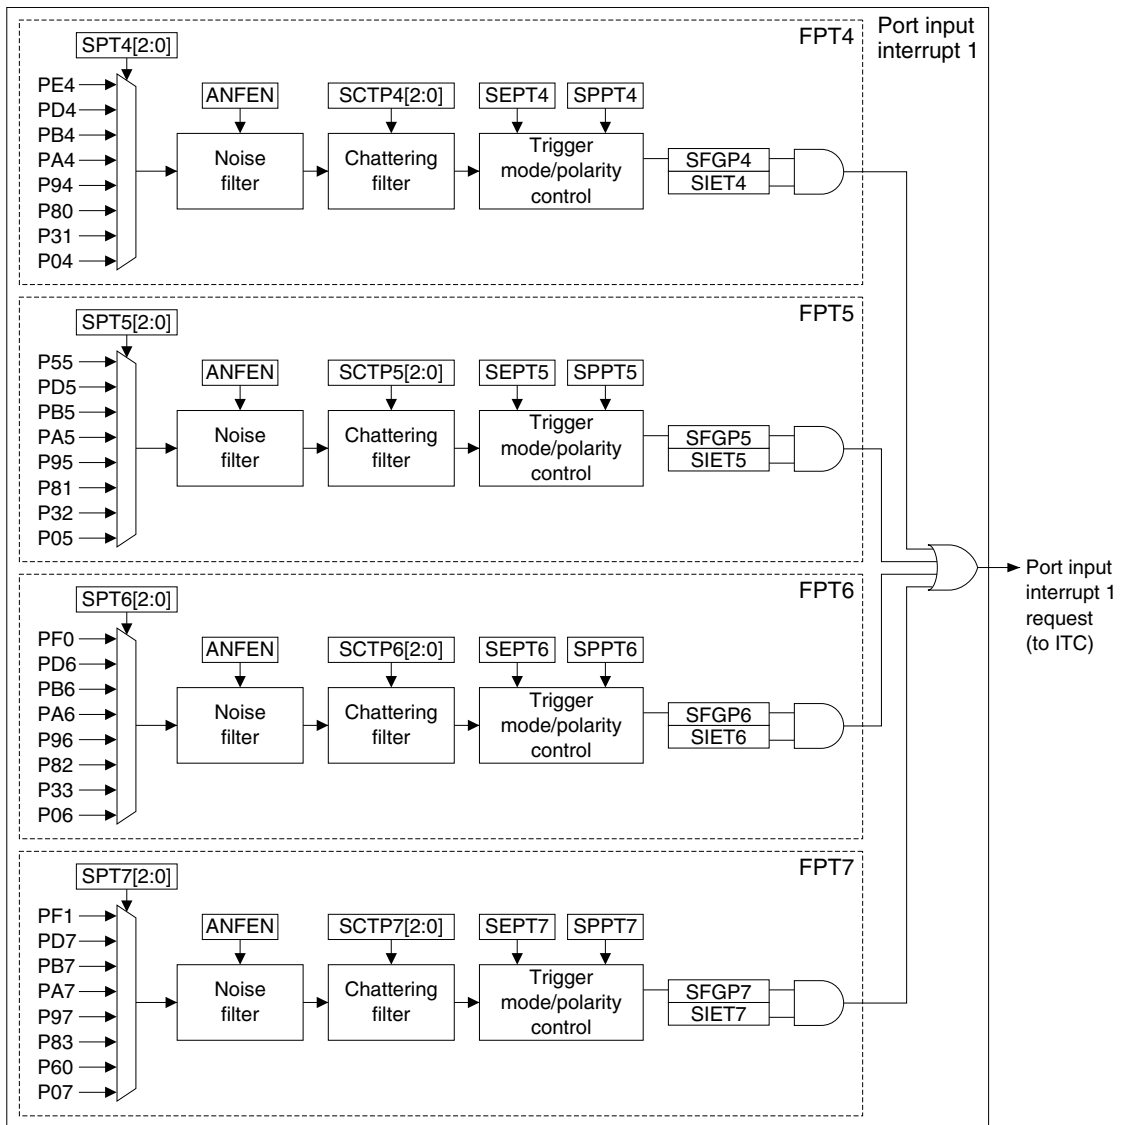 Port input
interrupt 1
FPT4
SPT4[2:0]
PE4
PD4
PB4
PA4
P94
P80
P31
P04
ANFEN
SCTP4[2:0]
SEPT4
SPPT4
Noise
filter
Chattering
filter
Trigger
mode/polarity
control
SFGP4
SIET4
FPT5
SPT5[2:0]
P55
PD5
PB5
PA5
P95
P81
P32
P05
ANFEN
SCTP5[2:0]
SEPT5
SPPT5
Noise
filter
Chattering
filter
Trigger
mode/polarity
control
SFGP5
SIET5
Port input
interrupt 1
request
(to ITC)
FPT6
SPT6[2:0]
PF0
PD6
PB6
PA6
P96
P82
P33
P06
ANFEN
SCTP6[2:0]
SEPT6
SPPT6
Noise
filter
Chattering
filter
Trigger
mode/polarity
control
SFGP6
SIET6
FPT7
SPT7[2:0]
PF1
PD7
PB7
PA7
P97
P83
P60
P07
ANFEN
SCTP7[2:0]
SEPT7
SPPT7
Noise
filter
Chattering
filter
Trigger
mode/polarity
control
SFGP7
SIET7